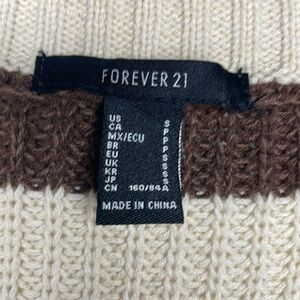 FOREVER 21
US S
CA P
MX/ECU P
BR P
EU S
UK S
KR S
JP S
CN 160/84A
MADE IN CHINA